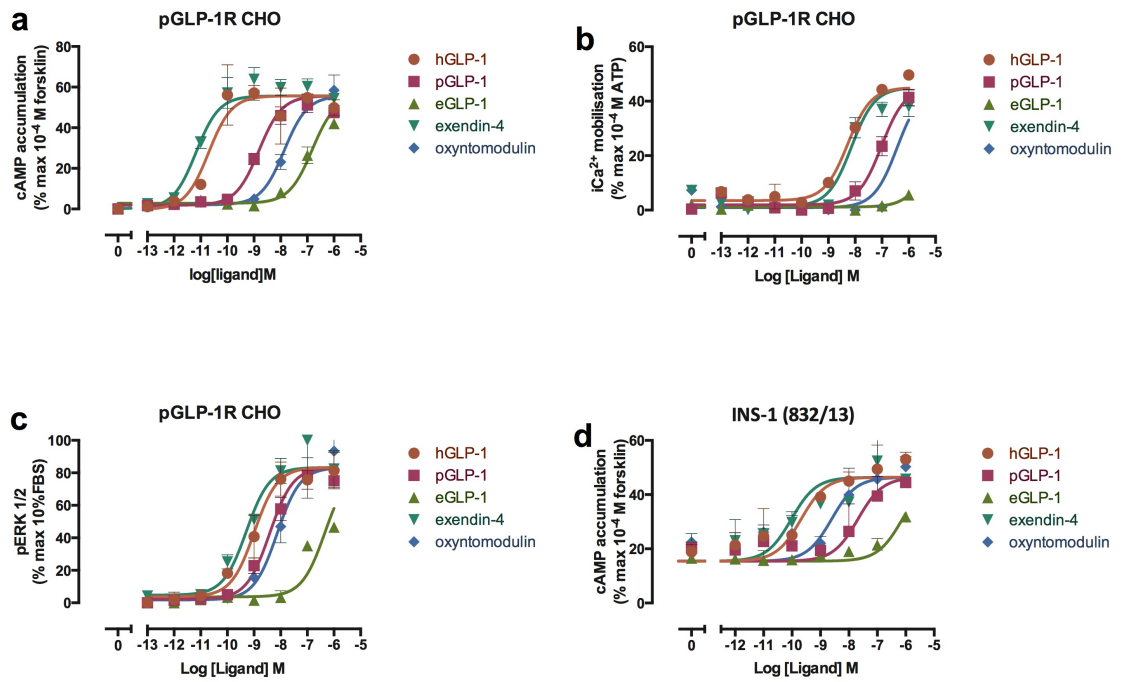 a
pGLP-1R CHO
cAMP accumulation
(% max 10⁻⁴ M forsklin)
80
60
40
20
0
0 -13 -12 -11 -10 -9 -8 -7 -6 -5
log[ligand]M
hGLP-1
pGLP-1
eGLP-1
exendin-4
oxyntomodulin
b
pGLP-1R CHO
iCa²⁺ mobilisation
(% max 10⁻⁴ M ATP)
60
40
20
0
0 -13 -12 -11 -10 -9 -8 -7 -6 -5
Log [Ligand] M
hGLP-1
pGLP-1
eGLP-1
exendin-4
oxyntomodulin
c
pGLP-1R CHO
pERK 1/2
(% max 10%FBS)
100
80
60
40
20
0
0 -13 -12 -11 -10 -9 -8 -7 -6 -5
Log [Ligand] M
hGLP-1
pGLP-1
eGLP-1
exendin-4
oxyntomodulin
d
INS-1 (832/13)
cAMP accumulation
(% max 10⁻⁴ M forsklin)
60
40
20
0
0 -12 -11 -10 -9 -8 -7 -6 -5
Log [Ligand] M
hGLP-1
pGLP-1
eGLP-1
exendin-4
oxyntomodulin